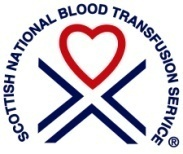 SCOTTISH NATIONAL BLOOD TRANSFUSION SERVICE
®